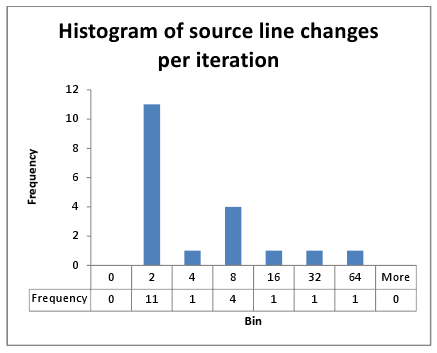 Histogram of source line changes
per iteration
12
10
8
6
4
2
0
Frequency
0 2 4 8 16 32 64 More
Frequency 0 11 1 4 1 1 1 0
Bin